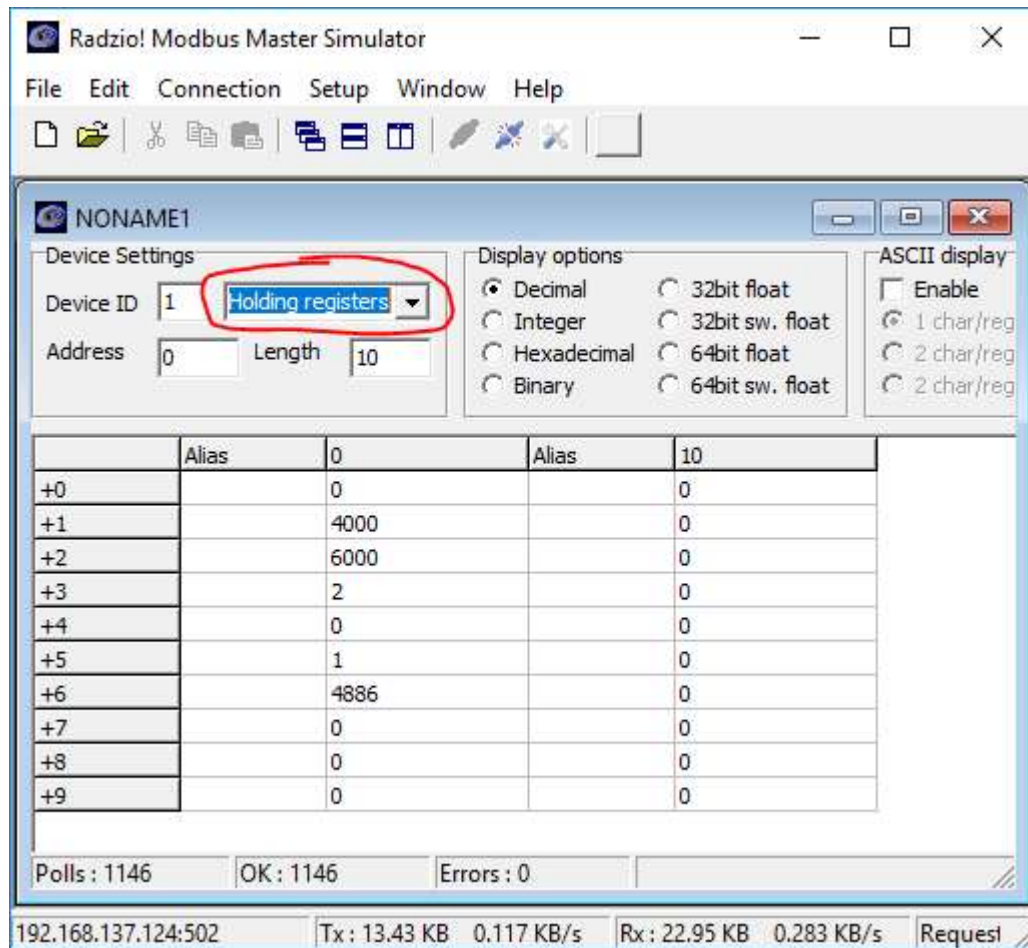 Radzio! Modbus Master Simulator
File Edit Connection Setup Window Help
NONAME1
Device Settings
Device ID 1 Holding registers
Address 0 Length 10
Display options
Decimal 32bit float
Integer 32bit sw. float
Hexadecimal 64bit float
Binary 64bit sw. float
ASCII display
Enable
1 char/reg
2 char/reg
2 char/reg
Alias 0 Alias 10
+0 0 0
+1 4000 0
+2 6000 0
+3 2 0
+4 0 0
+5 1 0
+6 4886 0
+7 0 0
+8 0 0
+9 0 0
Polls : 1146 OK : 1146 Errors : 0
192.168.137.124:502 Tx : 13.43 KB 0.117 KB/s Rx : 22.95 KB 0.283 KB/s Request